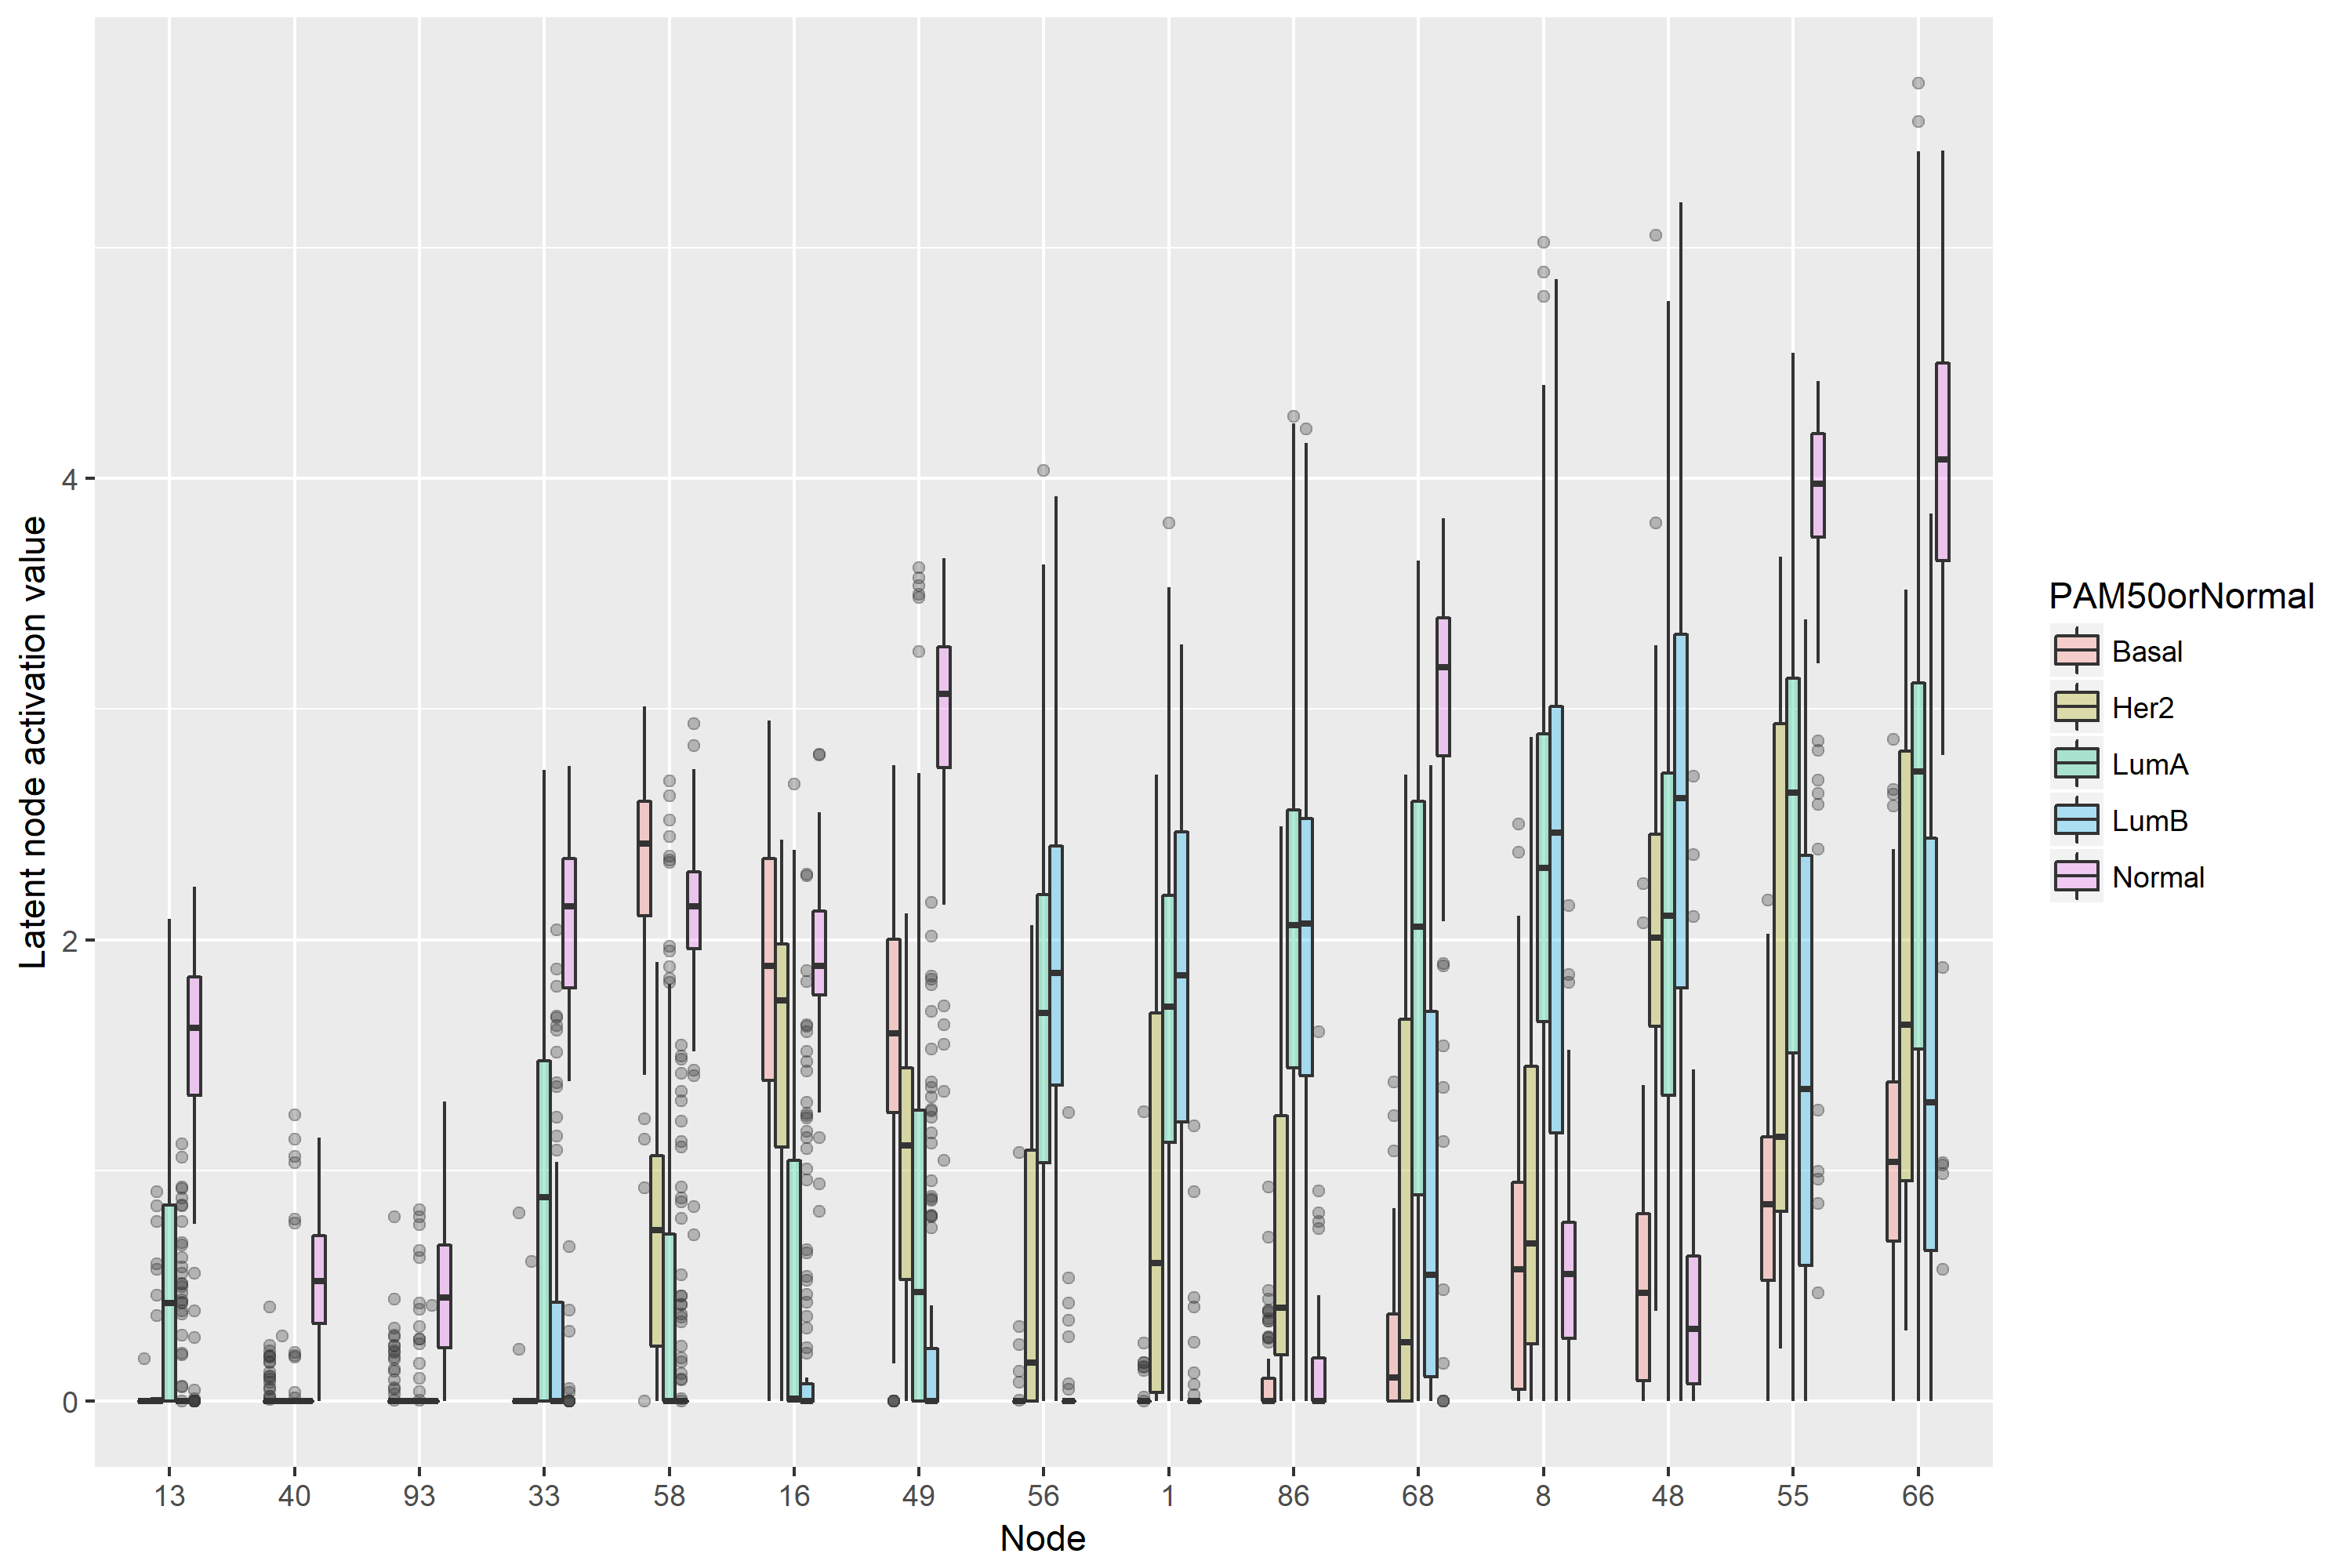 Latent node activation value
4
2
0
13 40 93 33 58 16 49 56 1 86 68 8 48 55 66
Node
PAM50orNormal
Basal
Her2
LumA
LumB
Normal